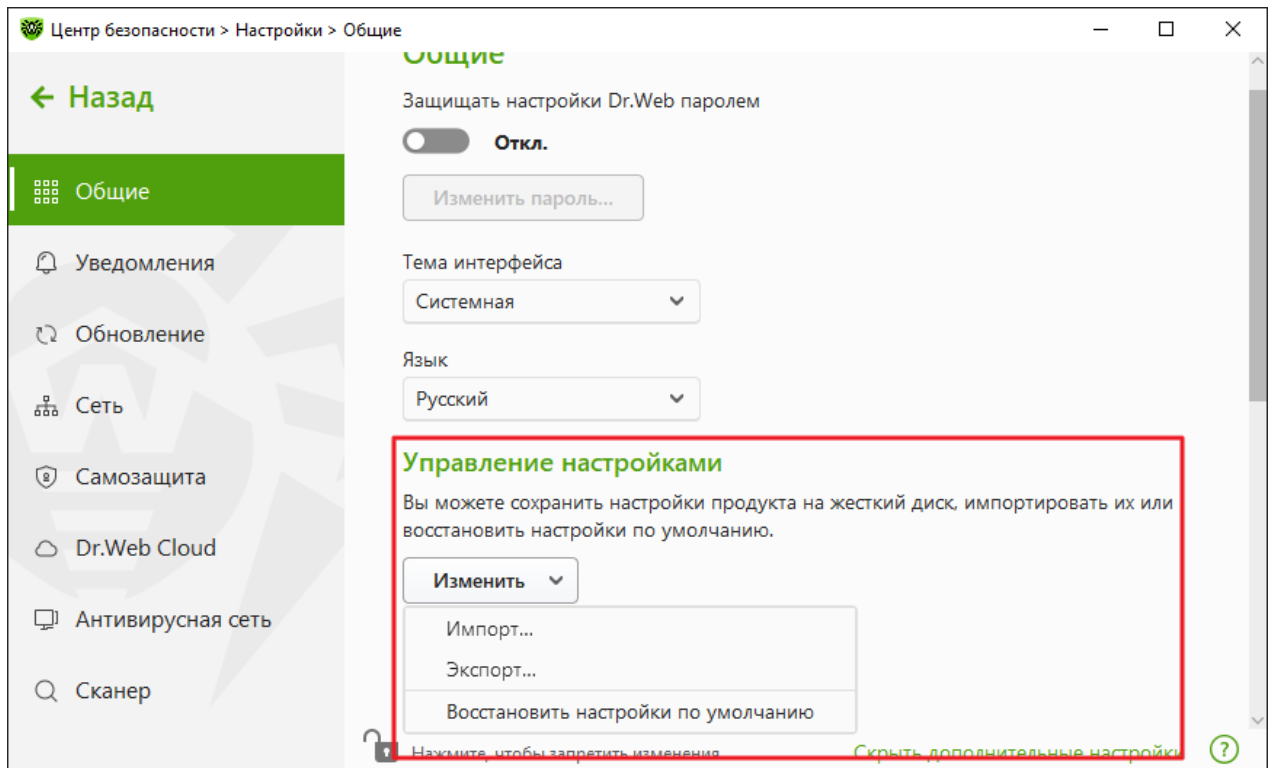 Центр безопасности > Настройки > Общие
Назад
Общие
Уведомления
Обновление
Сеть
Самозащита
Dr.Web Cloud
Антивирусная сеть
Сканер
Общие
Защищать настройки Dr.Web паролем
Откл.
Изменить пароль...
Тема интерфейса
Системная
Язык
Русский
Управление настройками
Вы можете сохранить настройки продукта на жесткий диск, импортировать их или
восстановить настройки по умолчанию.
Изменить
Импорт...
Экспорт...
Восстановить настройки по умолчанию
Нажмите, чтобы запретить изменения
Скрыть дополнительные настройки
?